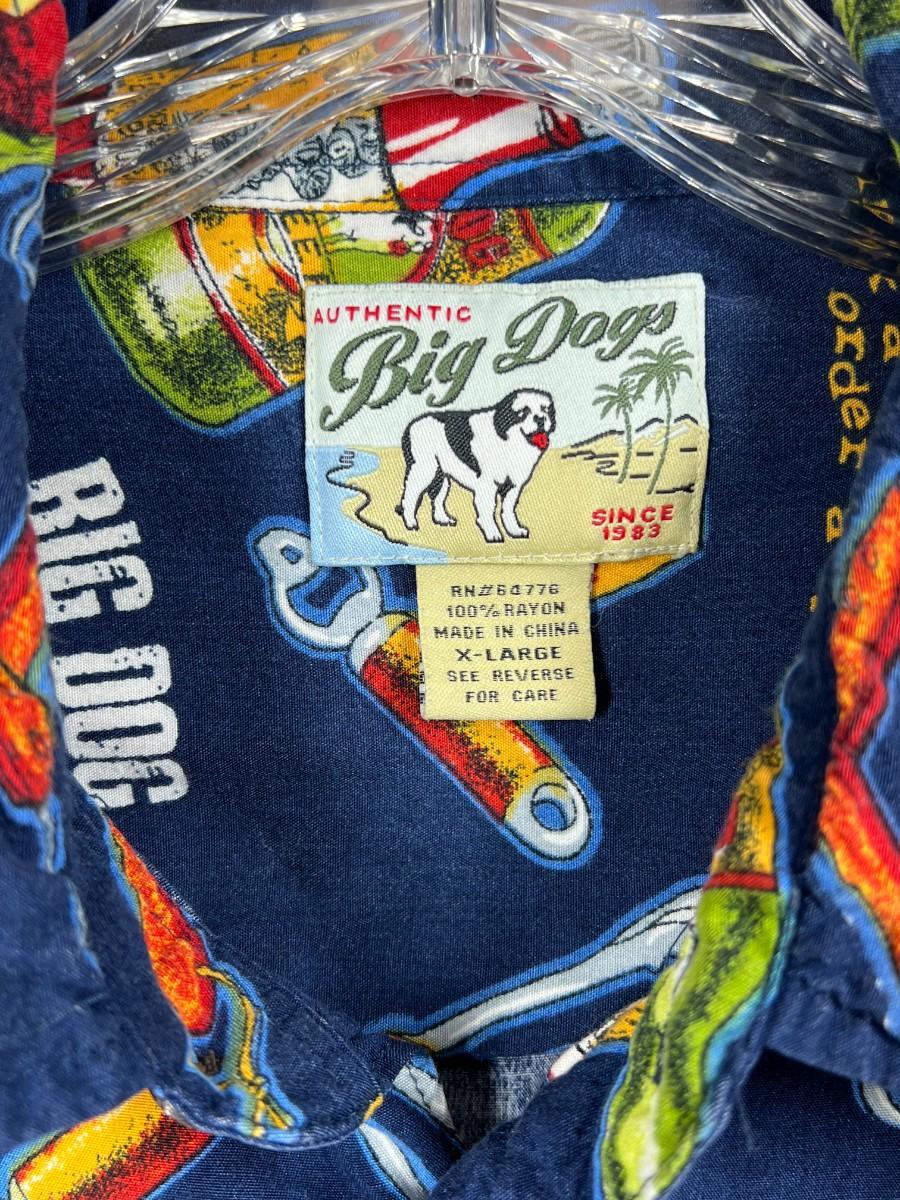 AUTHENTIC
Big Dogs
SINCE
1983
RN#64776
100% RAYON
MADE IN CHINA
X-LARGE
SEE REVERSE
FOR CARE
BIG DOG
order a
a